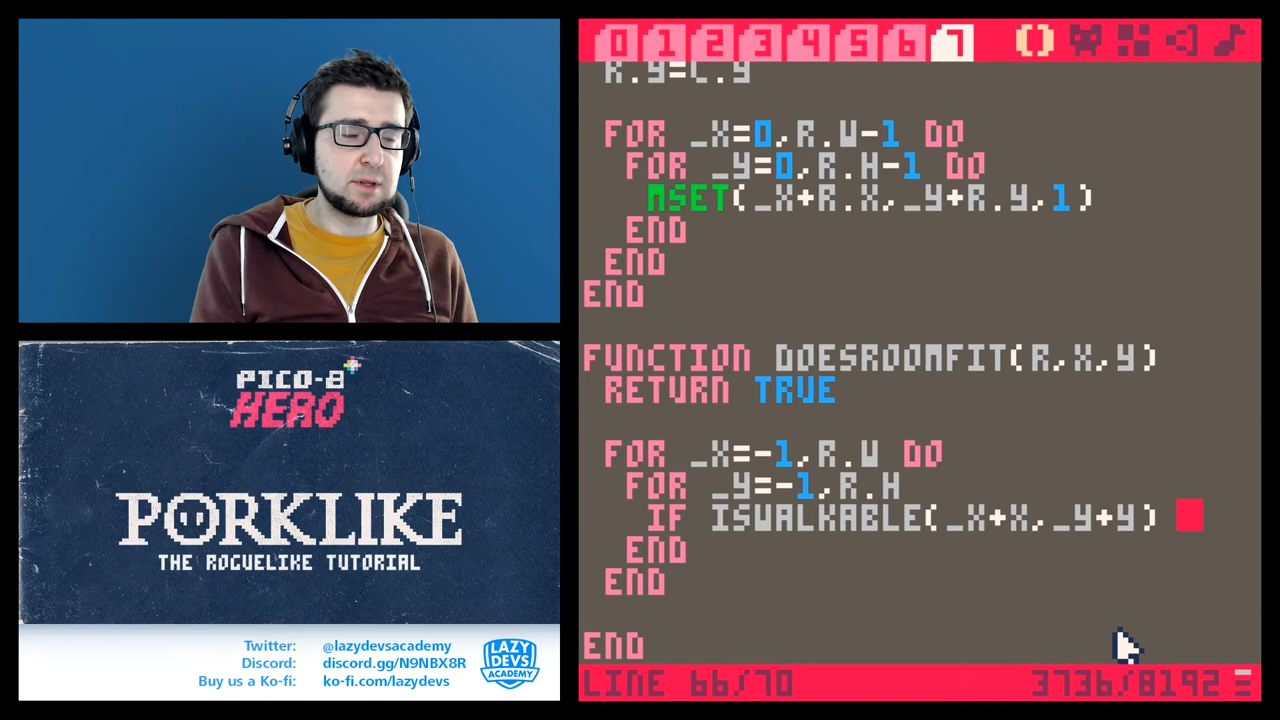 0 1 2 3 4 5 6 7 ()
R.Y=C.Y
FOR _X=0,R.W-1 DO
FOR _Y=0,R.H-1 DO
MSET(_X+R.X,_Y+R.Y,1)
END
END
END
FUNCTION DOESROOMFIT(R,X,Y)
RETURN TRUE
FOR _X=-1,R.W DO
FOR _Y=-1,R.H
IF ISWALKABLE(_X+X,_Y+Y)
END
END
END
LINE 66/70
3736/8192
PICO-8
HERO
PORKLIKE
THE ROGUELIKE TUTORIAL
Twitter: @lazydevsacademy
Discord: discord.gg/N9NBX8R
Buy us a Ko-fi: ko-fi.com/lazydevs
LAZY
DEVS
ACADEMY